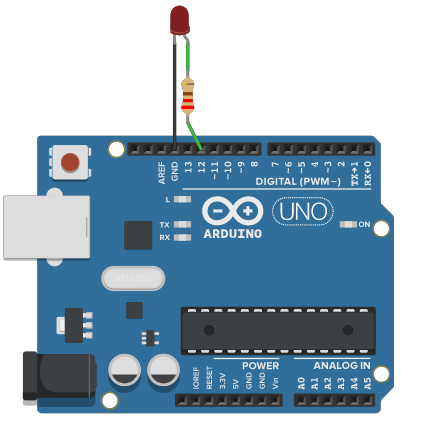 AREF
GND
13
12
~11
~10
~9
8
7
~6
~5
4
~3
2
TX→1
RX←0
DIGITAL (PWM~)
L
TX
RX
ARDUINO
UNO
ON
POWER
ANALOG IN
IOREF
RESET
3.3V
5V
GND
GND
Vin
A0
A1
A2
A3
A4
A5